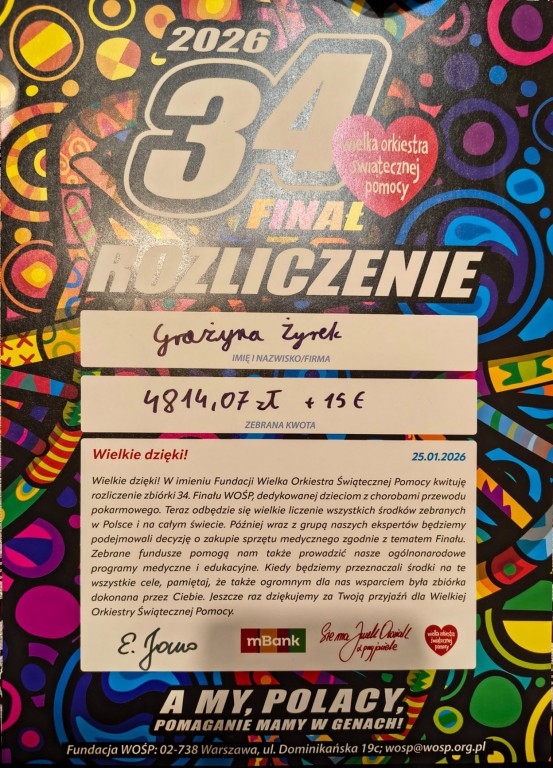 2026
34
FINAŁ
wielka orkiestra
świątecznej
pomocy
ROZLICZENIE
Grażyna Żyrek
IMIĘ I NAZWISKO/FIRMA
4814,07 zł + 15 €
ZEBRANA KWOTA
Wielkie dzięki! 25.01.2026
Wielkie dzięki! W imieniu Fundacji Wielka Orkiestra Świątecznej Pomocy kwituję
rozliczenie zbiórki 34. Finału WOŚP, dedykowanej dzieciom z chorobami przewodu
pokarmowego. Teraz odbędzie się wielkie liczenie wszystkich środków zebranych
w Polsce i na całym świecie. Później wraz z grupą naszych ekspertów będziemy
podejmowali decyzję o zakupie sprzętu medycznego zgodnie z tematem Finału.
Zebrane fundusze pomogą nam także prowadzić nasze ogólnonarodowe
programy medyczne i edukacyjne. Kiedy będziemy przeznaczali środki na te
wszystkie cele, pamiętaj, że także ogromnym dla nas wsparciem była zbiórka
dokonana przez Ciebie. Jeszcze raz dziękujemy za Twoją przyjaźń dla Wielkiej
Orkiestry Świątecznej Pomocy.
mBank
wielka orkiestra
świątecznej
pomocy
A MY, POLACY,
POMAGANIE MAMY W GENACH!
Fundacja WOŚP: 02-738 Warszawa, ul. Dominikańska 19c; wosp@wosp.org.pl